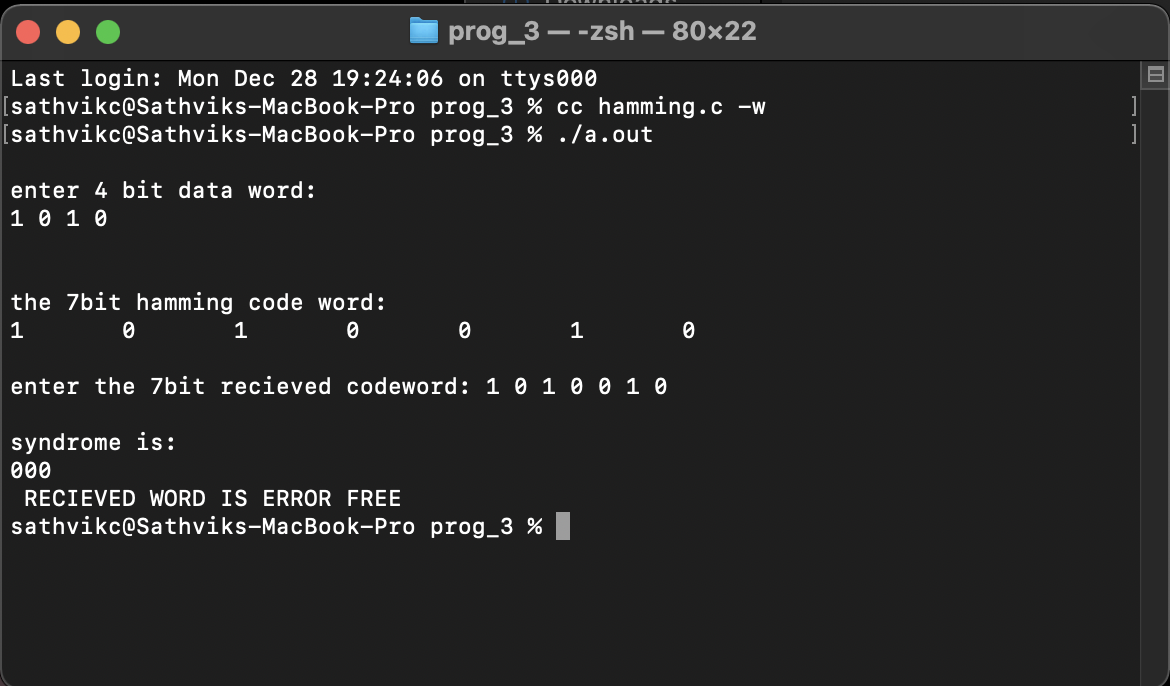 prog_3 — -zsh — 80×22
Last login: Mon Dec 28 19:24:06 on ttys000
[sathvikc@Sathviks-MacBook-Pro prog_3 % cc hamming.c -w ]
[sathvikc@Sathviks-MacBook-Pro prog_3 % ./a.out ]
enter 4 bit data word:
1 0 1 0
the 7bit hamming code word:
1 0 1 0 0 1 0
enter the 7bit recieved codeword: 1 0 1 0 0 1 0
syndrome is:
000
RECIEVED WORD IS ERROR FREE
sathvikc@Sathviks-MacBook-Pro prog_3 %